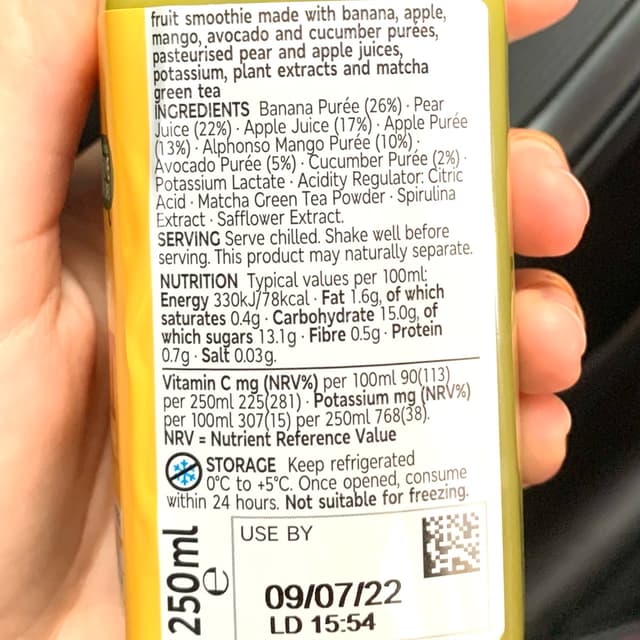 fruit smoothie made with banana, apple,
mango, avocado and cucumber purées,
pasteurised pear and apple juices,
potassium, plant extracts and matcha
green tea
INGREDIENTS Banana Purée (26%) · Pear
Juice (22%) · Apple Juice (17%) · Apple Purée
(13%) · Alphonso Mango Purée (10%) ·
Avocado Purée (5%) · Cucumber Purée (2%) ·
Potassium Lactate · Acidity Regulator: Citric
Acid · Matcha Green Tea Powder · Spirulina
Extract · Safflower Extract.
SERVING Serve chilled. Shake well before
serving. This product may naturally separate.
NUTRITION Typical values per 100ml:
Energy 330kJ/78kcal · Fat 1.6g, of which
saturates 0.4g · Carbohydrate 15.0g, of
which sugars 13.1g · Fibre 0.5g · Protein
0.7g · Salt 0.03g.
Vitamin C mg (NRV%) per 100ml 90(113)
per 250ml 225(281) · Potassium mg (NRV%)
per 100ml 307(15) per 250ml 768(38).
NRV = Nutrient Reference Value
STORAGE Keep refrigerated
0°C to +5°C. Once opened, consume
within 24 hours. Not suitable for freezing.
250ml e
USE BY
09/07/22
LD 15:54